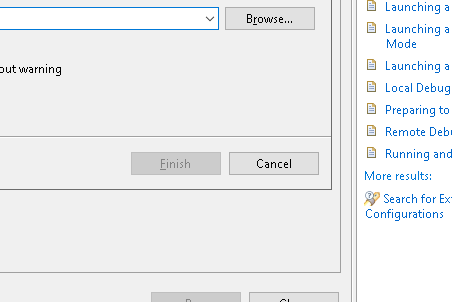 Launching a
Browse...
Launching a
Mode
out warning
Launching a
Local Debug
Preparing to
Remote Deb
Running and
Finish
Cancel
More results:
Search for Ex
Configurations